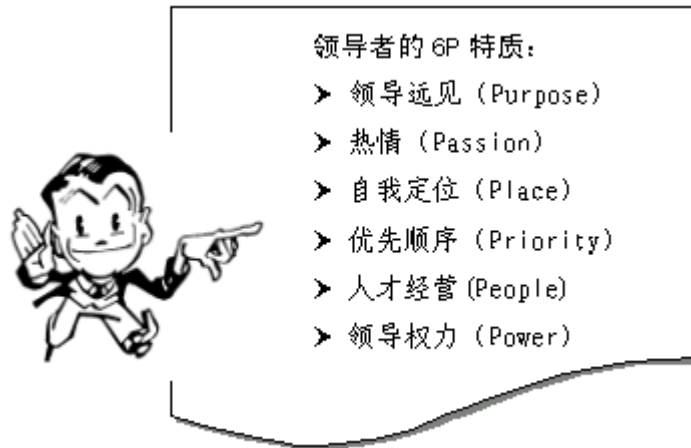 领导者的 6P 特质：
➤ 领导远见（Purpose）
➤ 热情（Passion）
➤ 自我定位（Place）
➤ 优先顺序（Priority）
➤ 人才经营(People)
➤ 领导权力（Power）